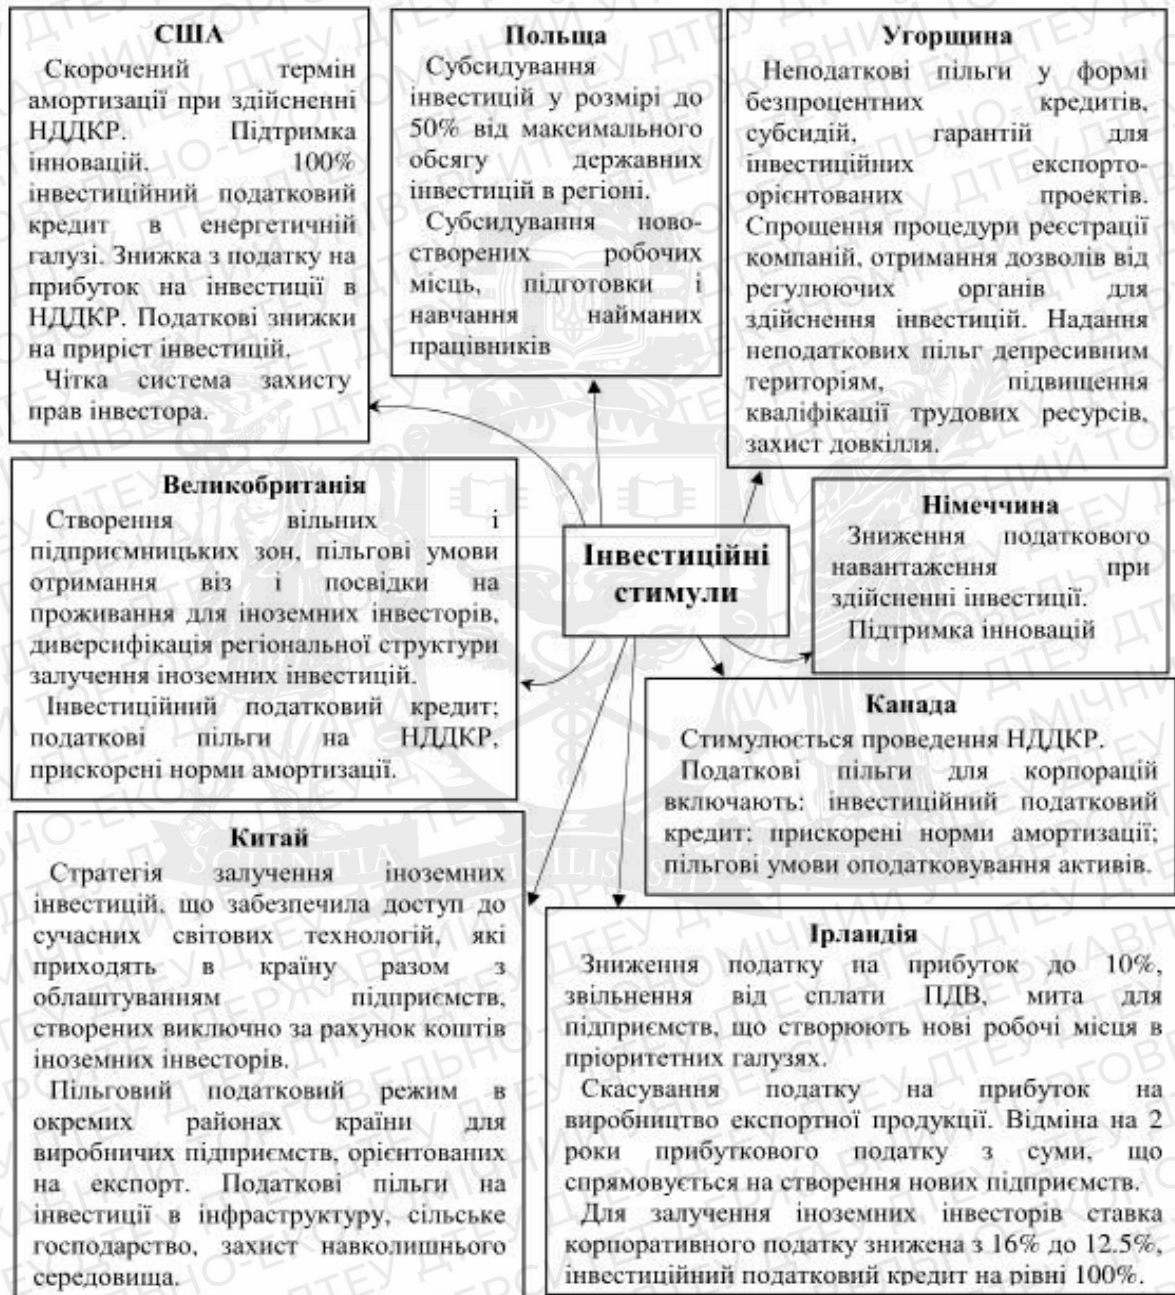 США
Скорочений термін
амортизації при здійсненні
НДДКР. Підтримка
інновацій. 100%
інвестиційний податковий
кредит в енергетичній
галузі. Знижка з податку на
прибуток на інвестиції в
НДДКР. Податкові знижки
на приріст інвестицій.
Чітка система захисту
прав інвестора.
Польща
Субсидування
інвестицій у розмірі до
50% від максимального
обсягу державних
інвестицій в регіоні.
Субсидування ново-
створених робочих
місць, підготовки і
навчання найманих
працівників
Угорщина
Неподаткові пільги у формі
безпроцентних кредитів,
субсидій, гарантій для
інвестиційних експорто-
орієнтованих проектів.
Спрощення процедури реєстрації
компаній, отримання дозволів від
регулюючих органів для
здійснення інвестицій. Надання
неподаткових пільг депресивним
територіям, підвищення
кваліфікації трудових ресурсів,
захист довкілля.
Великобританія
Створення вільних і
підприємницьких зон, пільгові умови
отримання віз і посвідки на
проживання для іноземних інвесторів,
диверсифікація регіональної структури
залучення іноземних інвестицій.
Інвестиційний податковий кредит;
податкові пільги на НДДКР,
прискорені норми амортизації.
Інвестиційні
стимули
Німеччина
Зниження податкового
навантаження при
здійсненні інвестиції.
Підтримка інновацій
Канада
Стимулюється проведення НДДКР.
Податкові пільги для корпорацій
включають: інвестиційний податковий
кредит; прискорені норми амортизації;
пільгові умови оподатковування активів.
Китай
Стратегія залучення іноземних
інвестицій, що забезпечила доступ до
сучасних світових технологій, які
приходять в країну разом з
облаштуванням підприємств,
створених виключно за рахунок коштів
іноземних інвесторів.
Пільговий податковий режим в
окремих районах країни для
виробничих підприємств, орієнтованих
на експорт. Податкові пільги на
інвестиції в інфраструктуру, сільське
господарство, захист навколишнього
середовища.
Ірландія
Зниження податку на прибуток до 10%,
звільнення від сплати ПДВ, мита для
підприємств, що створюють нові робочі місця в
пріоритетних галузях.
Скасування податку на прибуток на
виробництво експортної продукції. Відміна на 2
роки прибуткового податку з суми, що
спрямовується на створення нових підприємств.
Для залучення іноземних інвесторів ставка
корпоративного податку знижена з 16% до 12.5%,
інвестиційний податковий кредит на рівні 100%.